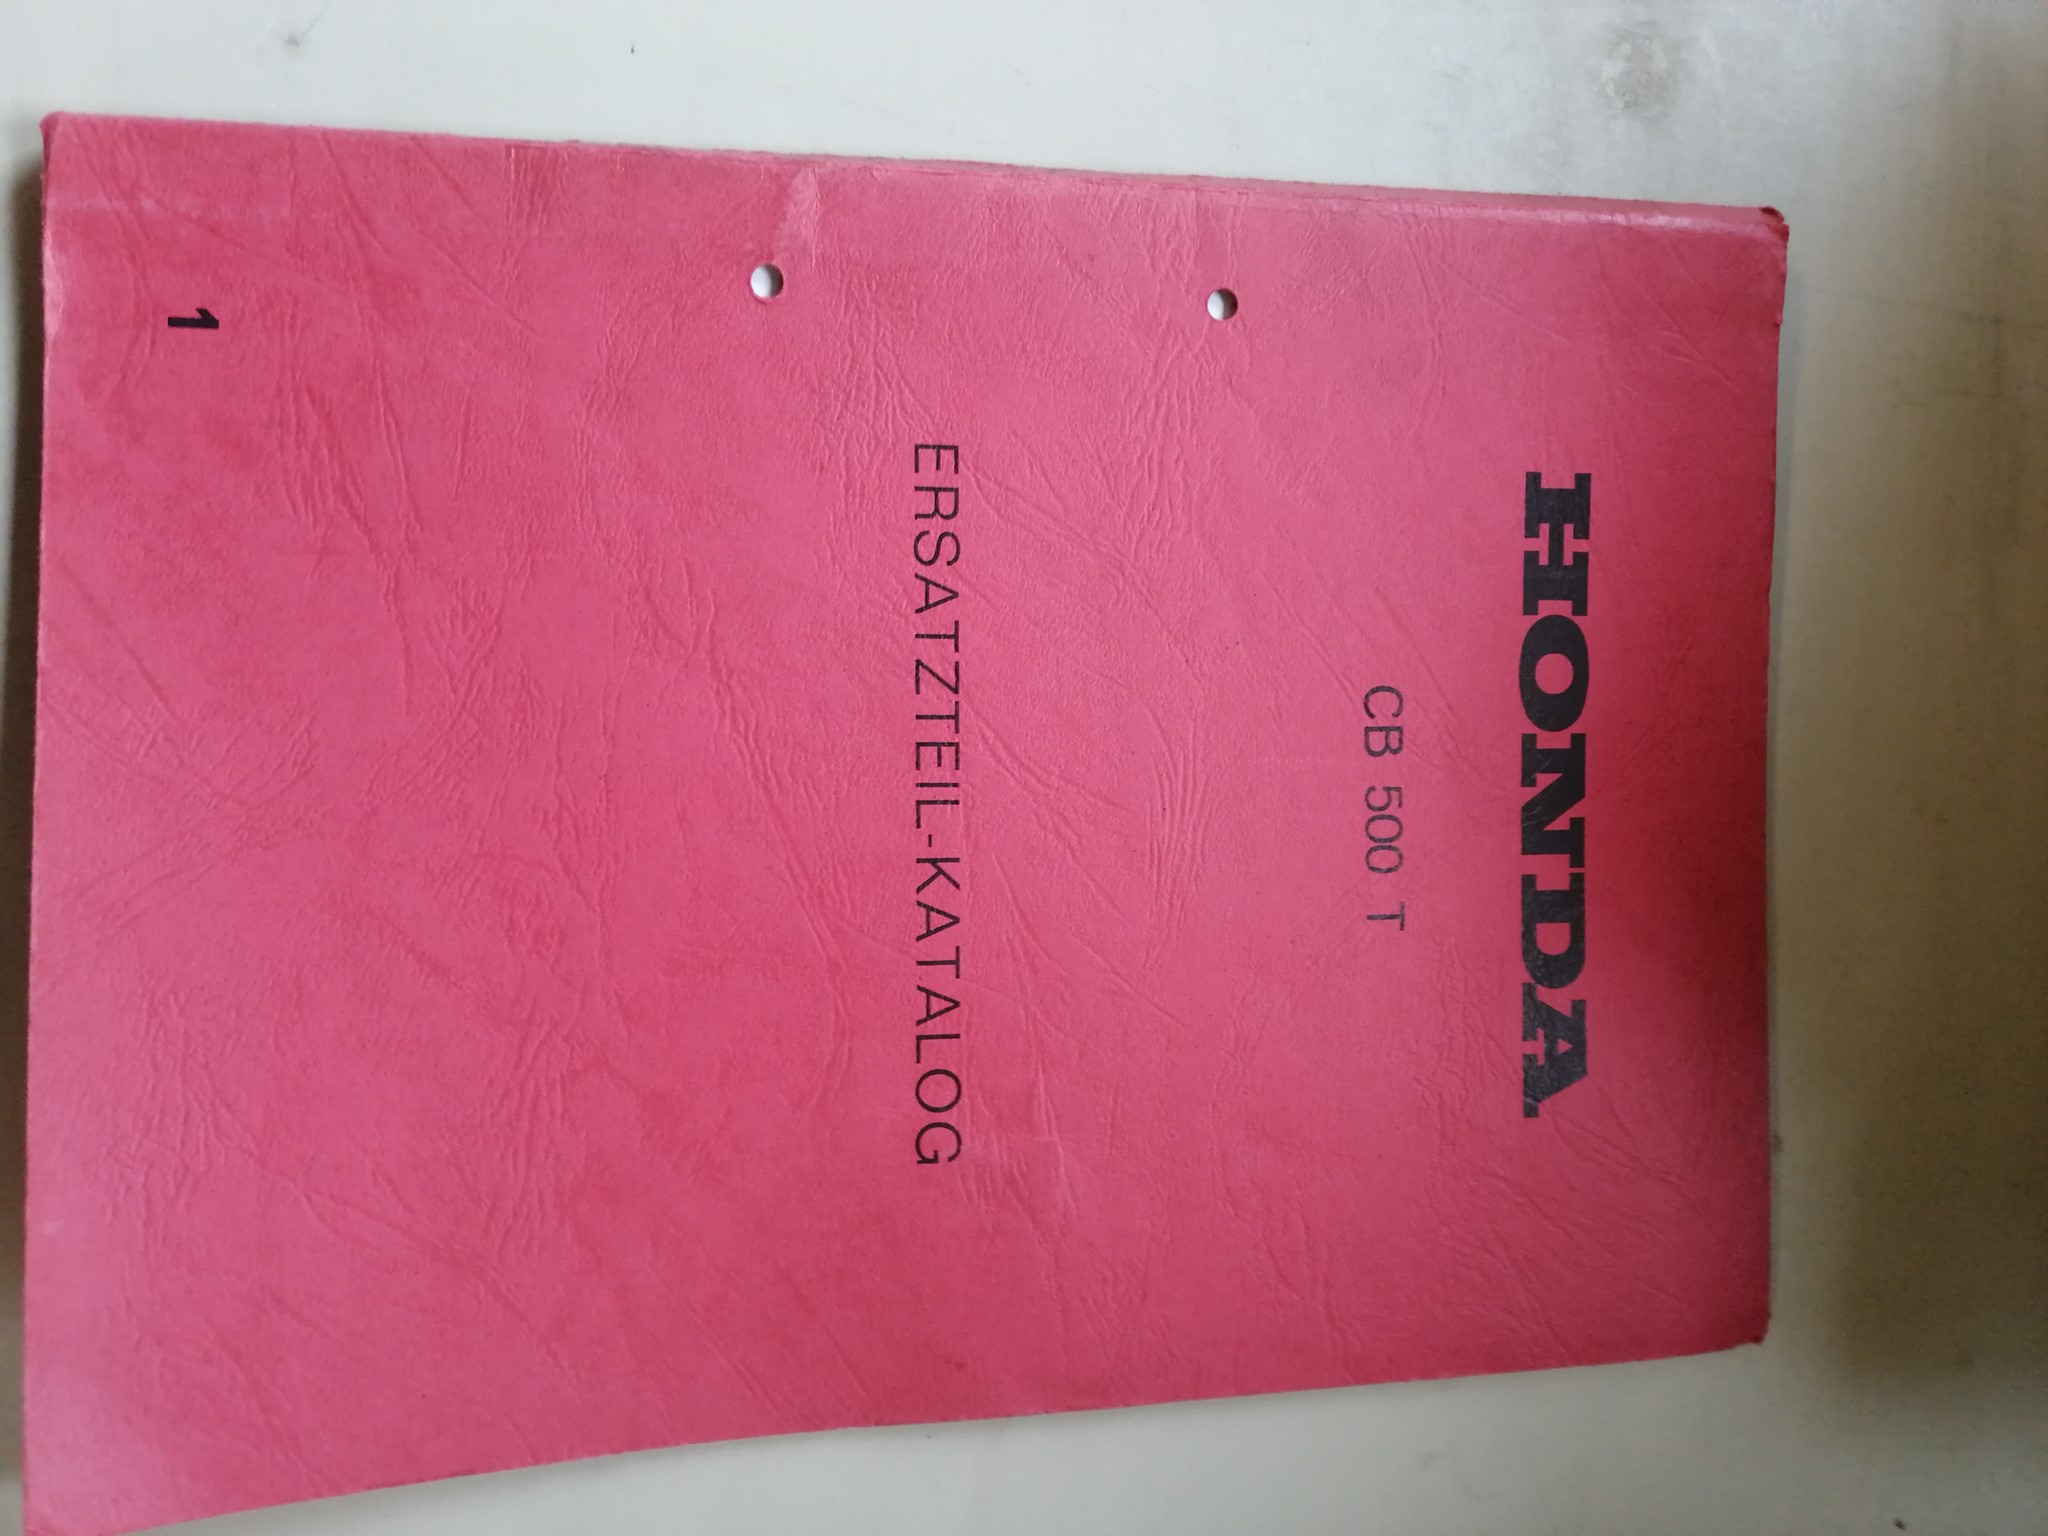 HONDA
CB 500 T
ERSATZTEIL-KATALOG
1